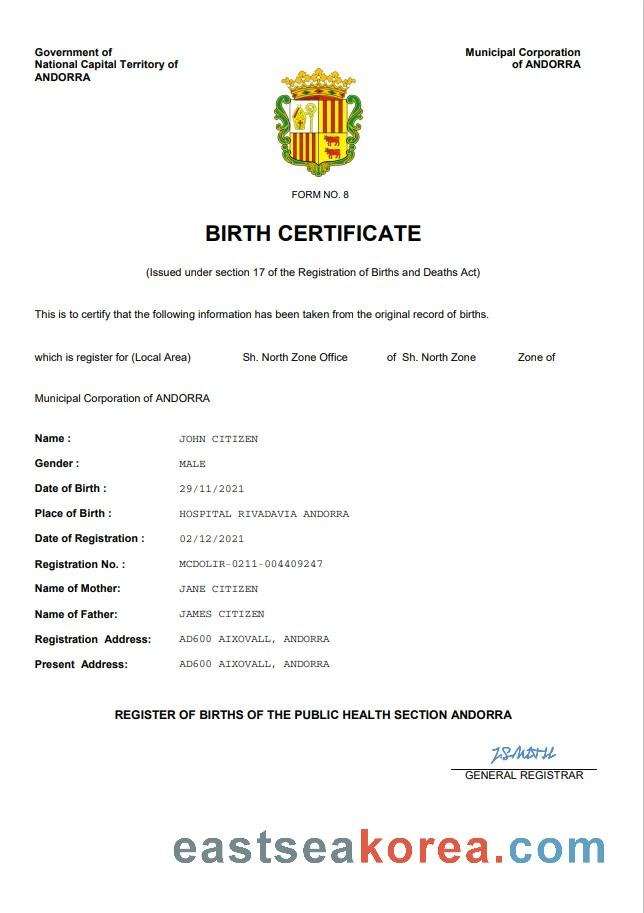 Government of
National Capital Territory of
ANDORRA
Municipal Corporation
of ANDORRA
FORM NO. 8
BIRTH CERTIFICATE
(Issued under section 17 of the Registration of Births and Deaths Act)
This is to certify that the following information has been taken from the original record of births.
which is register for (Local Area) Sh. North Zone Office of Sh. North Zone Zone of
Municipal Corporation of ANDORRA
Name : JOHN CITIZEN
Gender : MALE
Date of Birth : 29/11/2021
Place of Birth : HOSPITAL RIVADAVIA ANDORRA
Date of Registration : 02/12/2021
Registration No. : MCDOLIR-0211-004409247
Name of Mother: JANE CITIZEN
Name of Father: JAMES CITIZEN
Registration Address: AD600 AIXOVALL, ANDORRA
Present Address: AD600 AIXOVALL, ANDORRA
REGISTER OF BIRTHS OF THE PUBLIC HEALTH SECTION ANDORRA
GENERAL REGISTRAR
eastseakorea.com